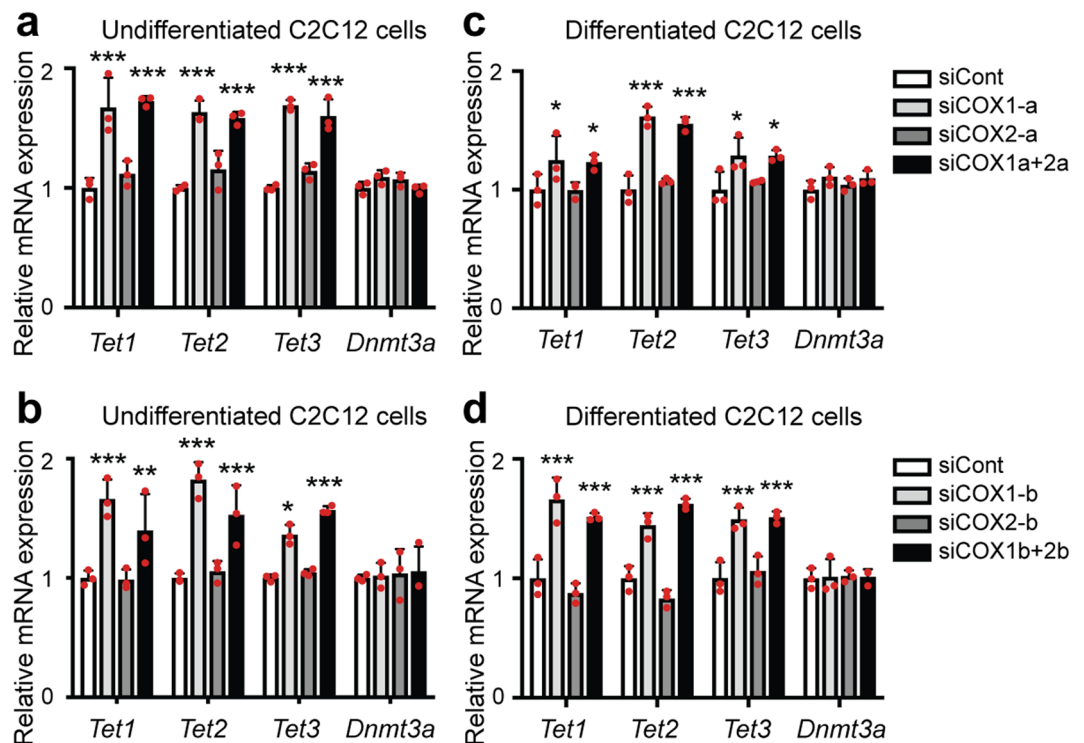 a
Undifferentiated C2C12 cells
Relative mRNA expression
2
1
0
*** *** *** *** *** ***
Tet1 Tet2 Tet3 Dnmt3a
c
Differentiated C2C12 cells
Relative mRNA expression
2
1
0
* * *** *** * *
Tet1 Tet2 Tet3 Dnmt3a
siCont
siCOX1-a
siCOX2-a
siCOX1a+2a
b
Undifferentiated C2C12 cells
Relative mRNA expression
2
1
0
*** ** *** *** * ***
Tet1 Tet2 Tet3 Dnmt3a
d
Differentiated C2C12 cells
Relative mRNA expression
2
1
0
*** *** *** *** *** ***
Tet1 Tet2 Tet3 Dnmt3a
siCont
siCOX1-b
siCOX2-b
siCOX1b+2b